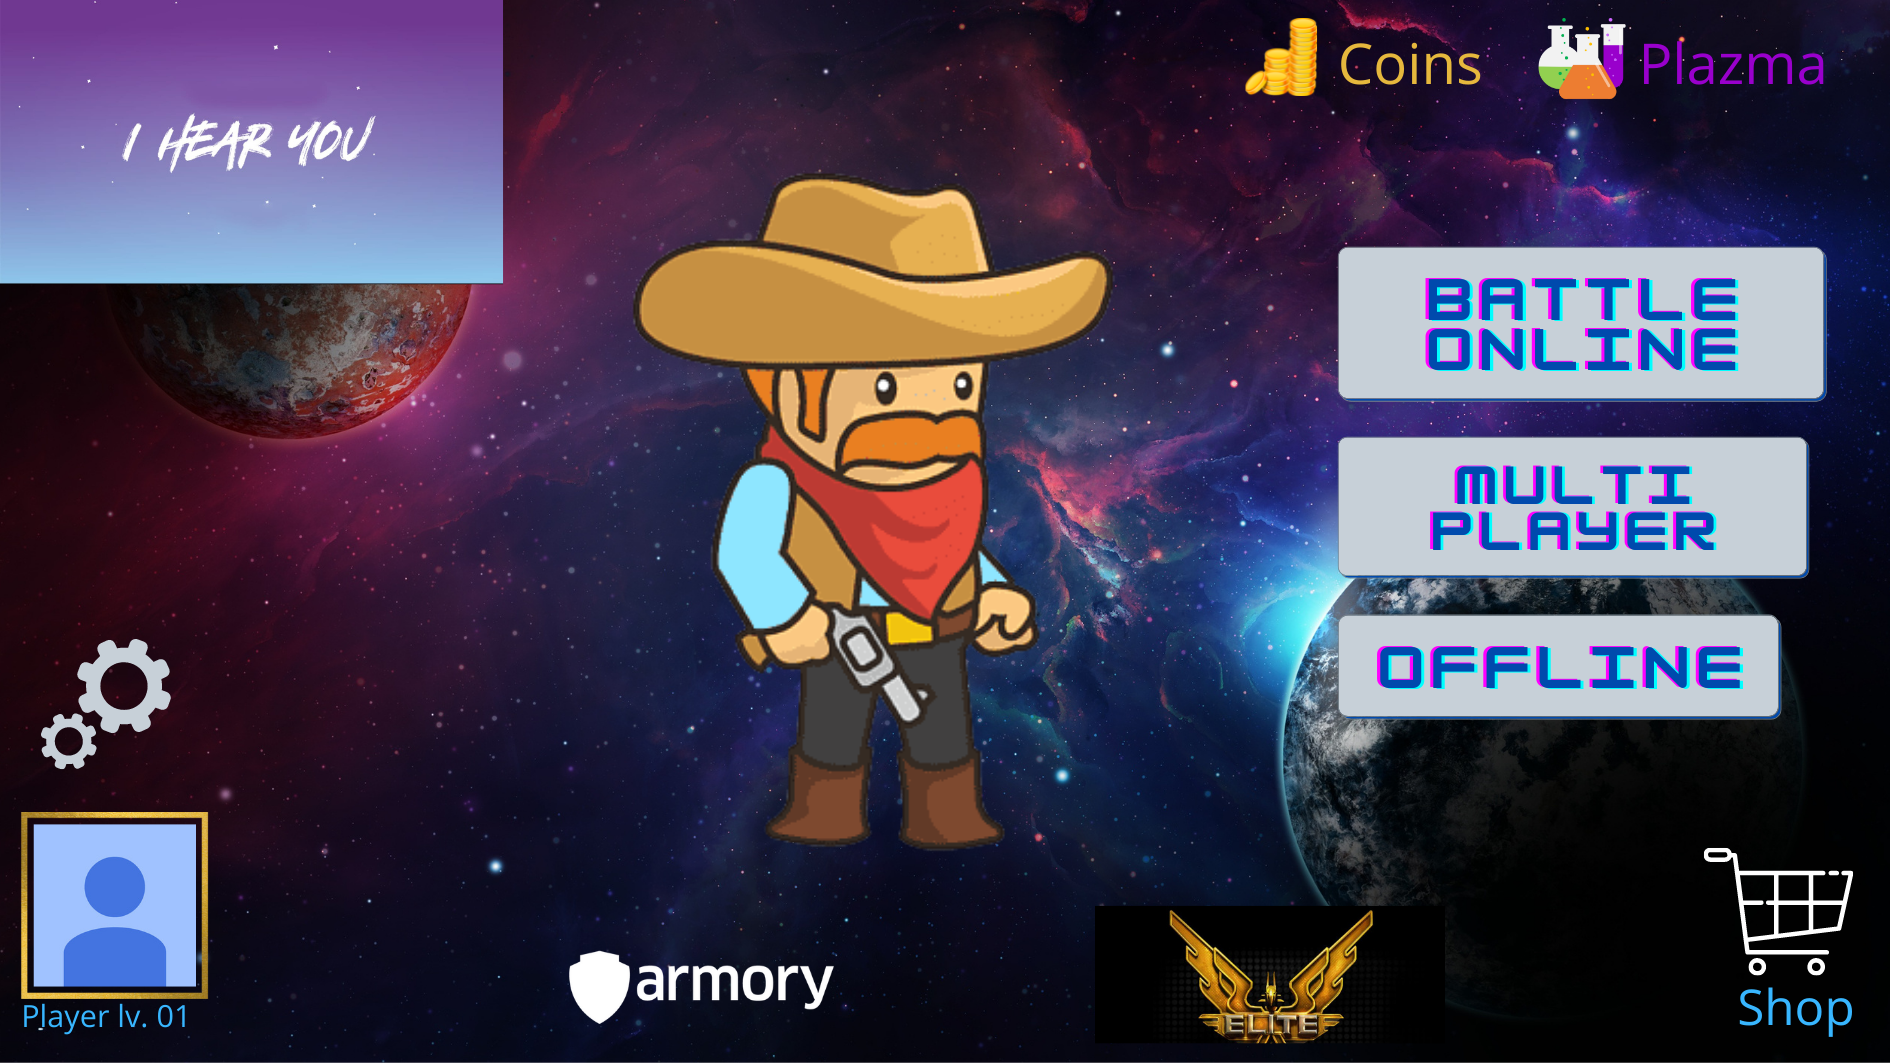 I HEAR YOU
Coins
Plazma
BATTLE
ONLINE
MULTI
PLAYER
OFFLINE
Player lv. 01
armory
ELITE
Shop